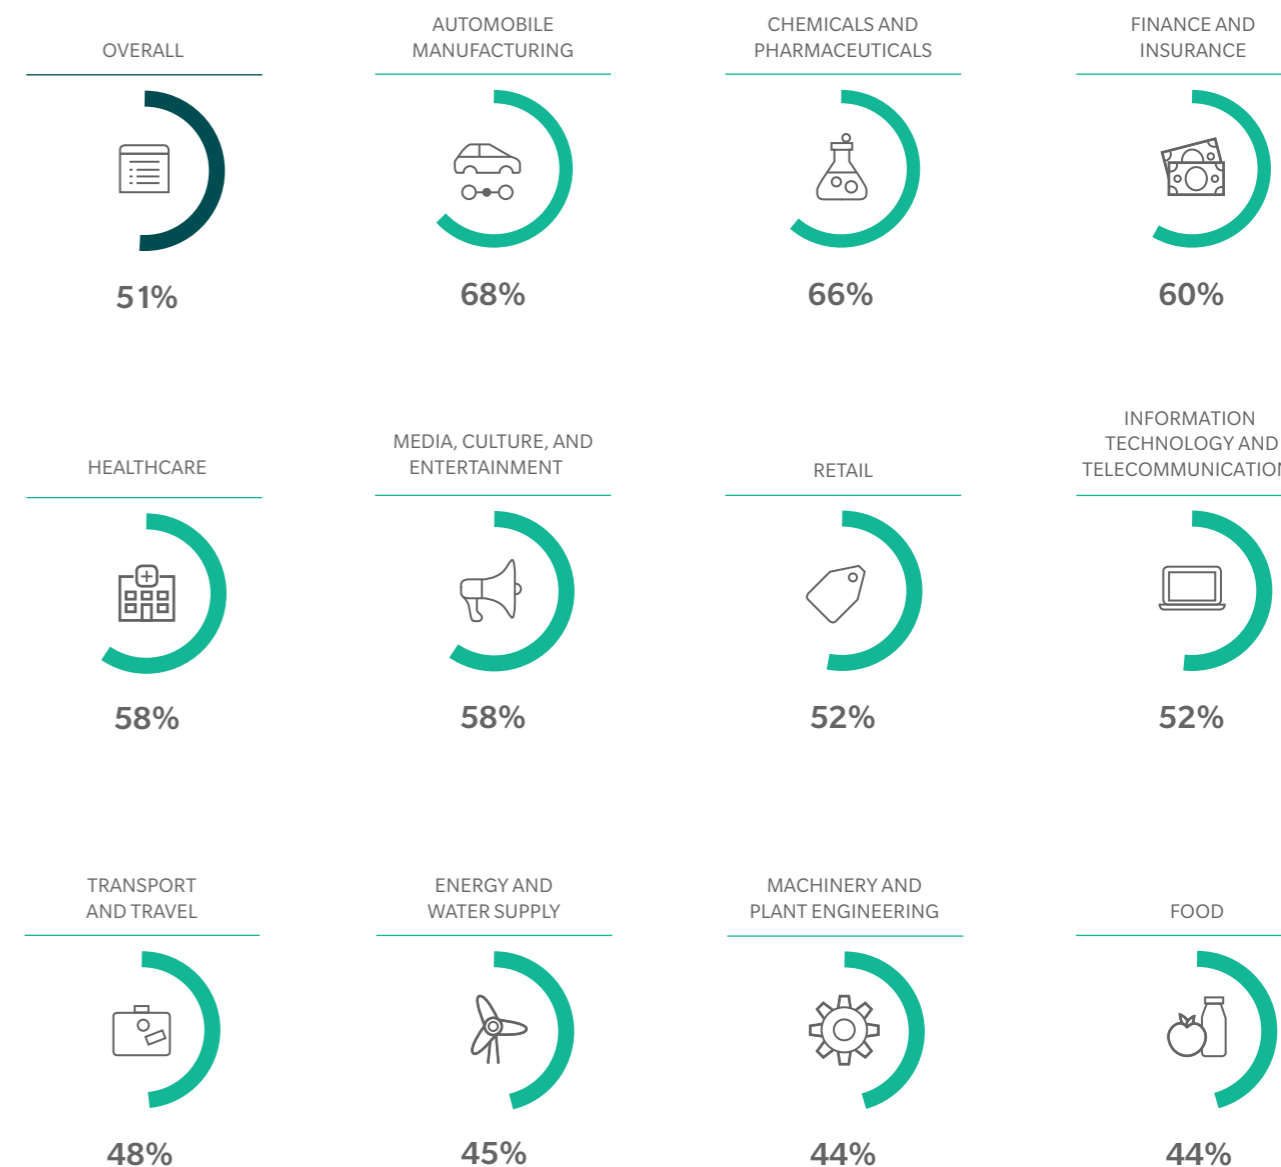 OVERALL
51%
AUTOMOBILE
MANUFACTURING
68%
CHEMICALS AND
PHARMACEUTICALS
66%
FINANCE AND
INSURANCE
60%
HEALTHCARE
58%
MEDIA, CULTURE, AND
ENTERTAINMENT
58%
RETAIL
52%
INFORMATION
TECHNOLOGY AND
TELECOMMUNICATION
52%
TRANSPORT
AND TRAVEL
48%
ENERGY AND
WATER SUPPLY
45%
MACHINERY AND
PLANT ENGINEERING
44%
FOOD
44%